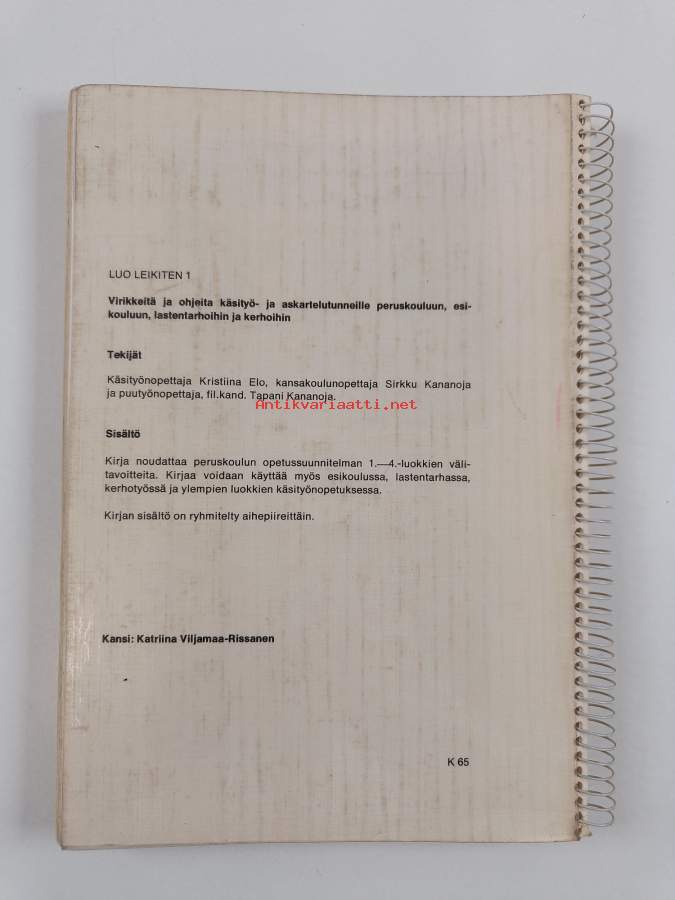 LUO LEIKITEN 1
Virikkeitä ja ohjeita käsityö- ja askartelutunneille peruskouluun, esi-
kouluun, lastentarhoihin ja kerhoihin
Tekijät
Käsityönopettaja Kristiina Elo, kansakoulunopettaja Sirkku Kananoja
ja puutyönopettaja, fil.kand. Tapani Kananoja.
Antikvariaatti.net
Sisältö
Kirja noudattaa peruskoulun opetussuunnitelman 1.—4.-luokkien väli-
tavoitteita. Kirjaa voidaan käyttää myös esikoulussa, lastentarhassa,
kerhotyössä ja ylempien luokkien käsityönopetuksessa.
Kirjan sisältö on ryhmitelty aihepiireittäin.
Kansi: Katriina Viljamaa-Rissanen
K 65